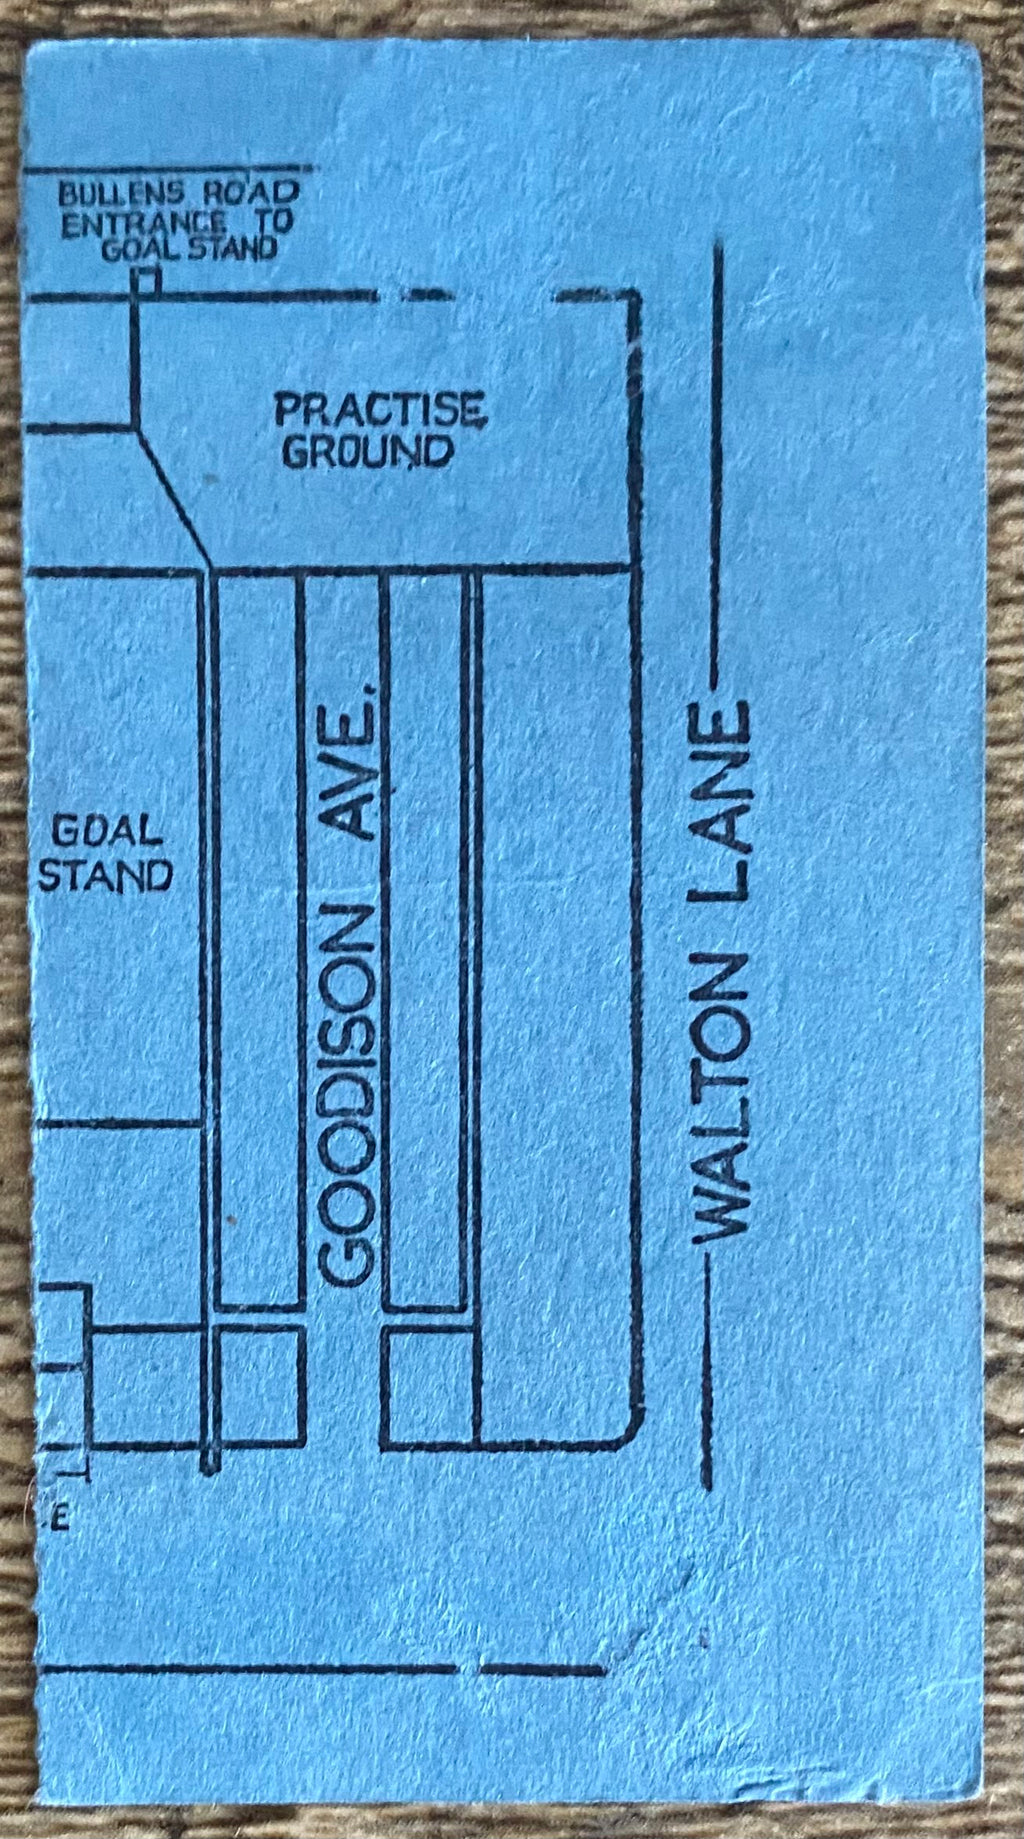 BULLENS ROAD
ENTRANCE TO
GOAL STAND
PRACTISE
GROUND
GOODISON AVE.
GOAL
STAND
WALTON LANE
E